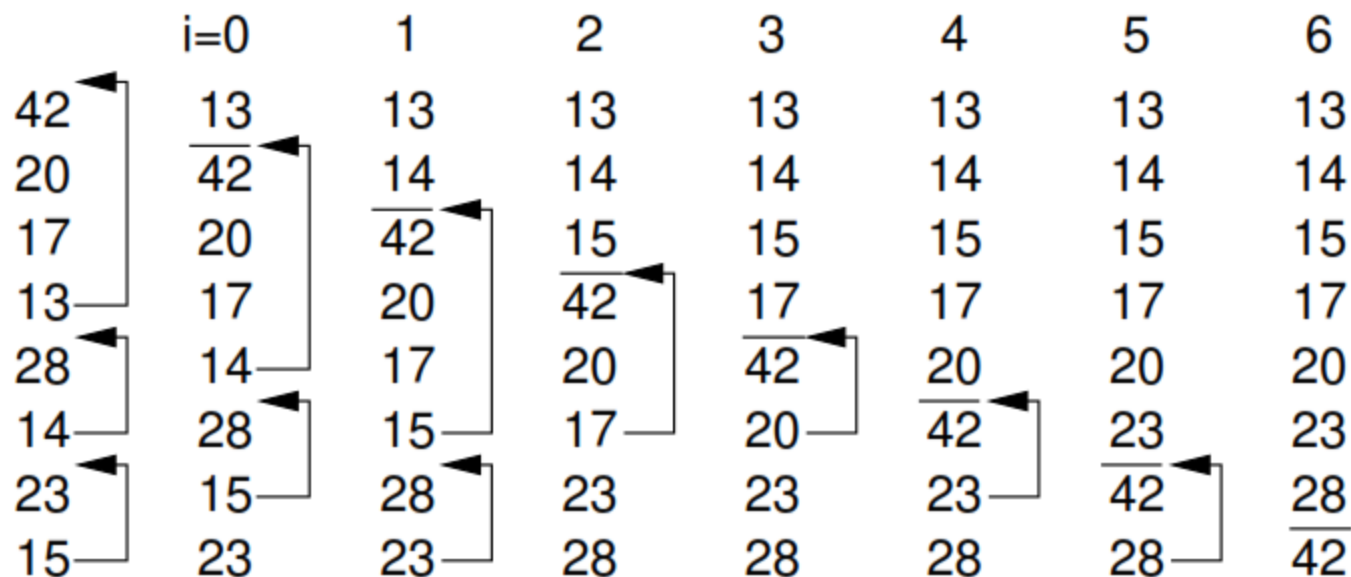 i=0 1 2 3 4 5 6
42 13 13 13 13 13 13 13
20 42 14 14 14 14 14 14
17 20 42 15 15 15 15 15
13 17 20 42 17 17 17 17
28 14 17 20 42 20 20 20
14 28 15 17 20 42 23 23
23 15 28 23 23 23 42 28
15 23 23 28 28 28 28 42